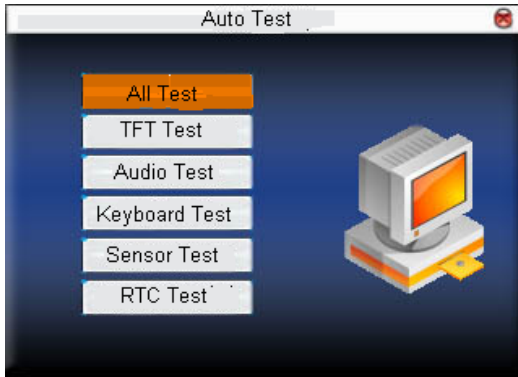 Auto Test
All Test
TFT Test
Audio Test
Keyboard Test
Sensor Test
RTC Test